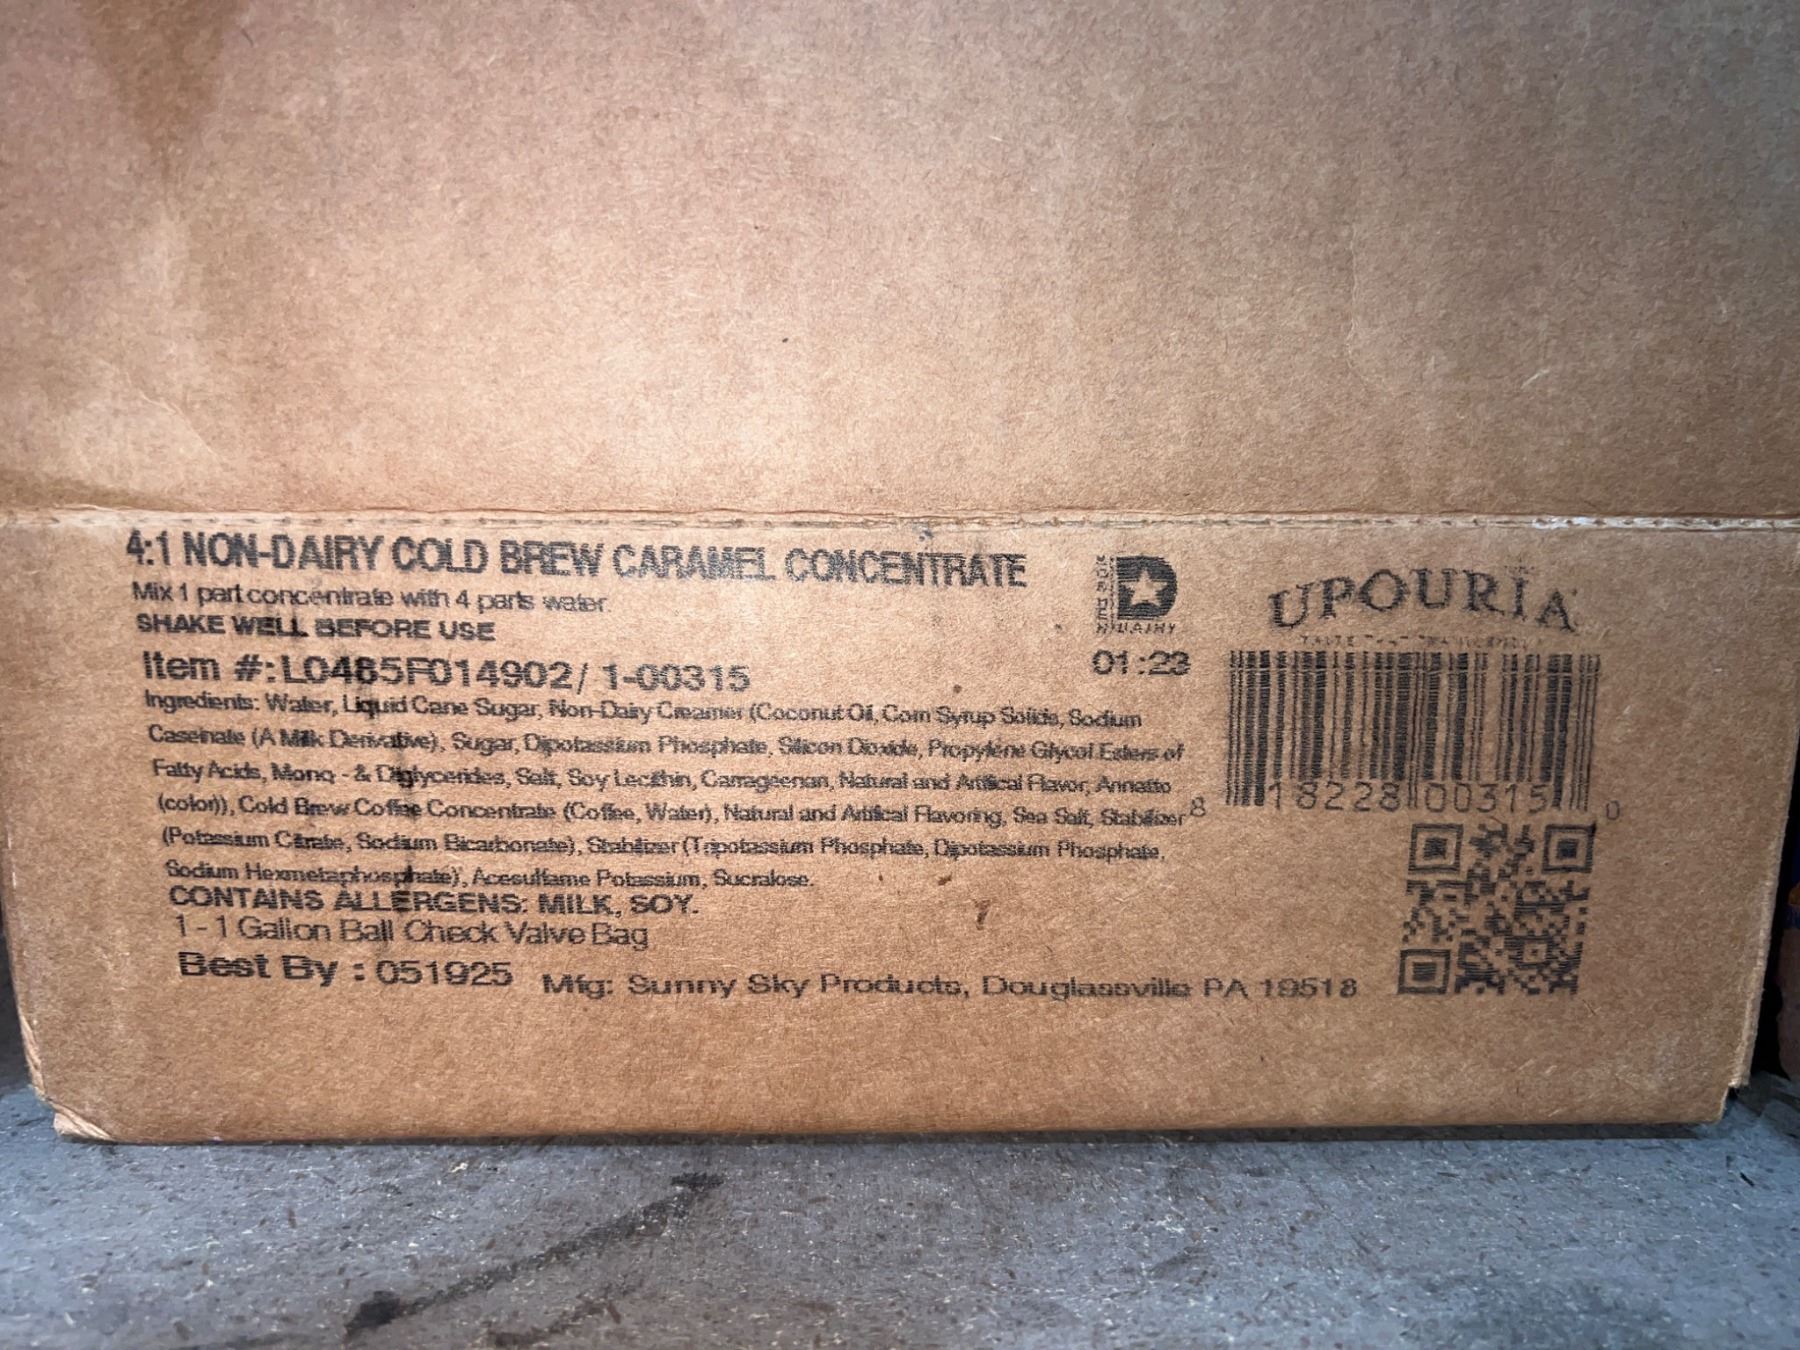 4:1 NON-DAIRY COLD BREW CARAMEL CONCENTRATE
Mix 1 part concentrate with 4 parts water
SHAKE WELL BEFORE USE
Item #: L0485F014902/ 1-00315
Ingredients: Water, Liquid Cane Sugar, Non-Dairy Creamer (Coconut Oil, Corn Syrup Solids, Sodium
Caseinate (A Milk Derivative), Sugar, Dipotassium Phosphate, Silicon Dioxide, Propylene Glycol Esters of
Fatty Acids, Mono - & Diglycerides, Salt, Soy Lecithin, Carrageenan, Natural and Artifical Flavor, Annatto
(color)), Cold Brew Coffee Concentrate (Coffee, Water), Natural and Artifical Flavoring, Sea Salt, Stabilizer
(Potassium Citrate, Sodium Bicarbonate), Stabilizer (Tripotassium Phosphate, Dipotassium Phosphate,
Sodium Hexmetaphosphate), Acesulfame Potassium, Sucralose.
CONTAINS ALLERGENS: MILK, SOY.
1 - 1 Gallon Ball Check Valve Bag
Best By : 051925
Mfg: Sunny Sky Products, Douglassville PA 19518
D
DAIRY
01:23
UPOURIA
8 18228 00315 0